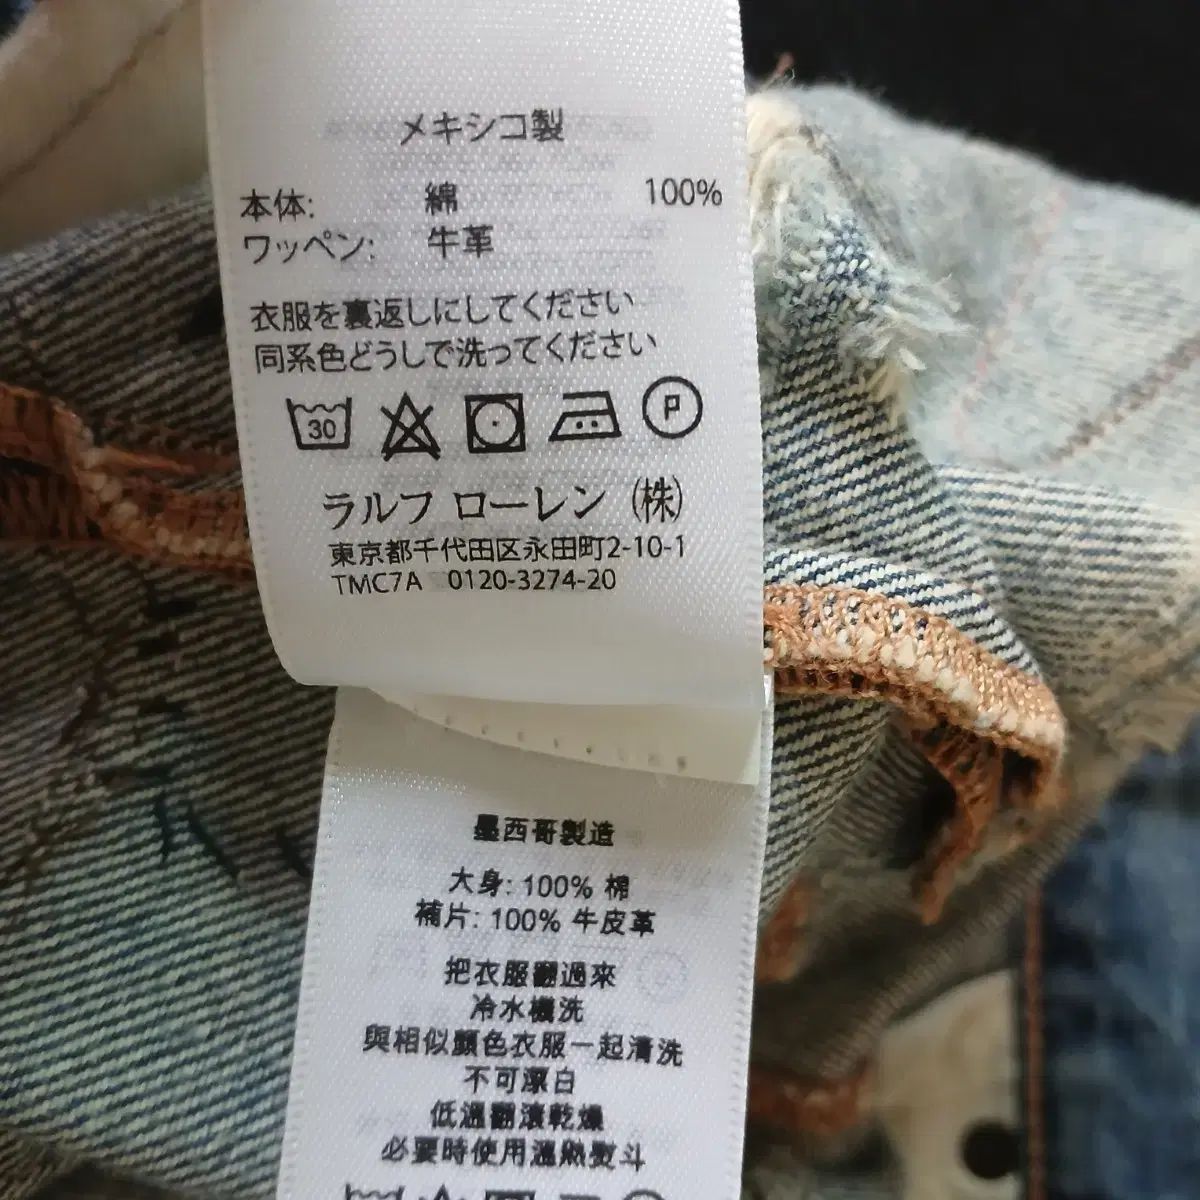 メキシコ製
本体: 綿 100%
ワッペン: 牛革
衣服を裏返しにしてください
同系色どうしで洗ってください
30
P
ラルフ ローレン (株)
東京都千代田区永田町2-10-1
TMC7A 0120-3274-20
墨西哥製造
大身: 100% 棉
補片: 100% 牛皮革
把衣服翻過來
冷水機洗
與相似顏色衣服一起清洗
不可漂白
低溫翻滾乾燥
必要時使用溫熱熨斗